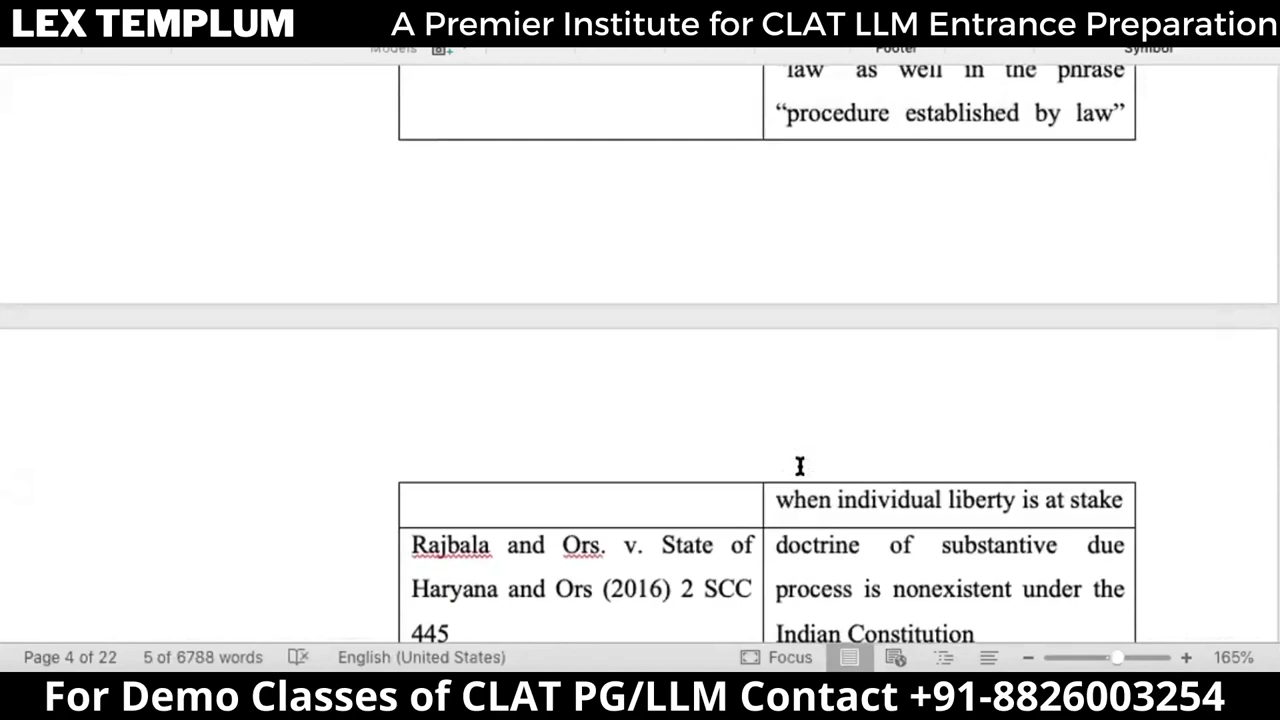 LEX TEMPLUM
A Premier Institute for CLAT LLM Entrance Preparation
Models
Footer
Symbol
"law" as well in the phrase
“procedure established by law”
when individual liberty is at stake
Rajbala and Ors. v. State of
Haryana and Ors (2016) 2 SCC
445
doctrine of substantive due
process is nonexistent under the
Indian Constitution
Page 4 of 22
5 of 6788 words
English (United States)
Focus
165%
For Demo Classes of CLAT PG/LLM Contact +91-8826003254